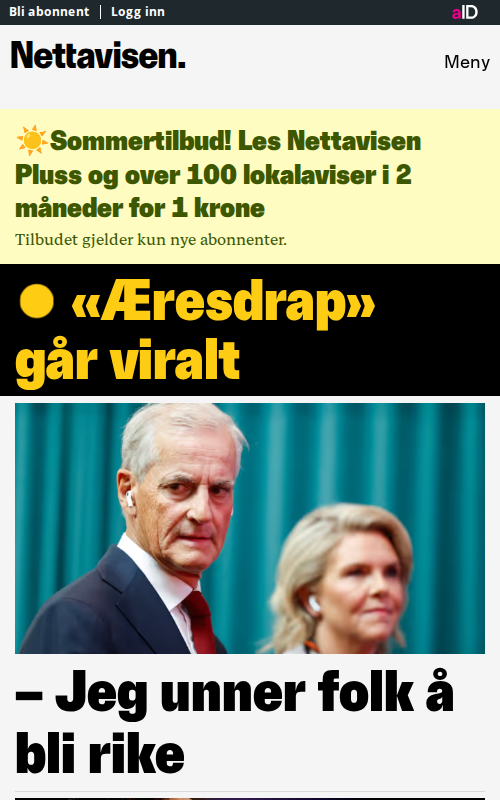 Bli abonnent | Logg inn
aID
Nettavisen.
Meny
☀️Sommertilbud! Les Nettavisen
Pluss og over 100 lokalaviser i 2
måneder for 1 krone
Tilbudet gjelder kun nye abonnenter.
«Æresdrap»
går viralt
– Jeg unner folk å
bli rike